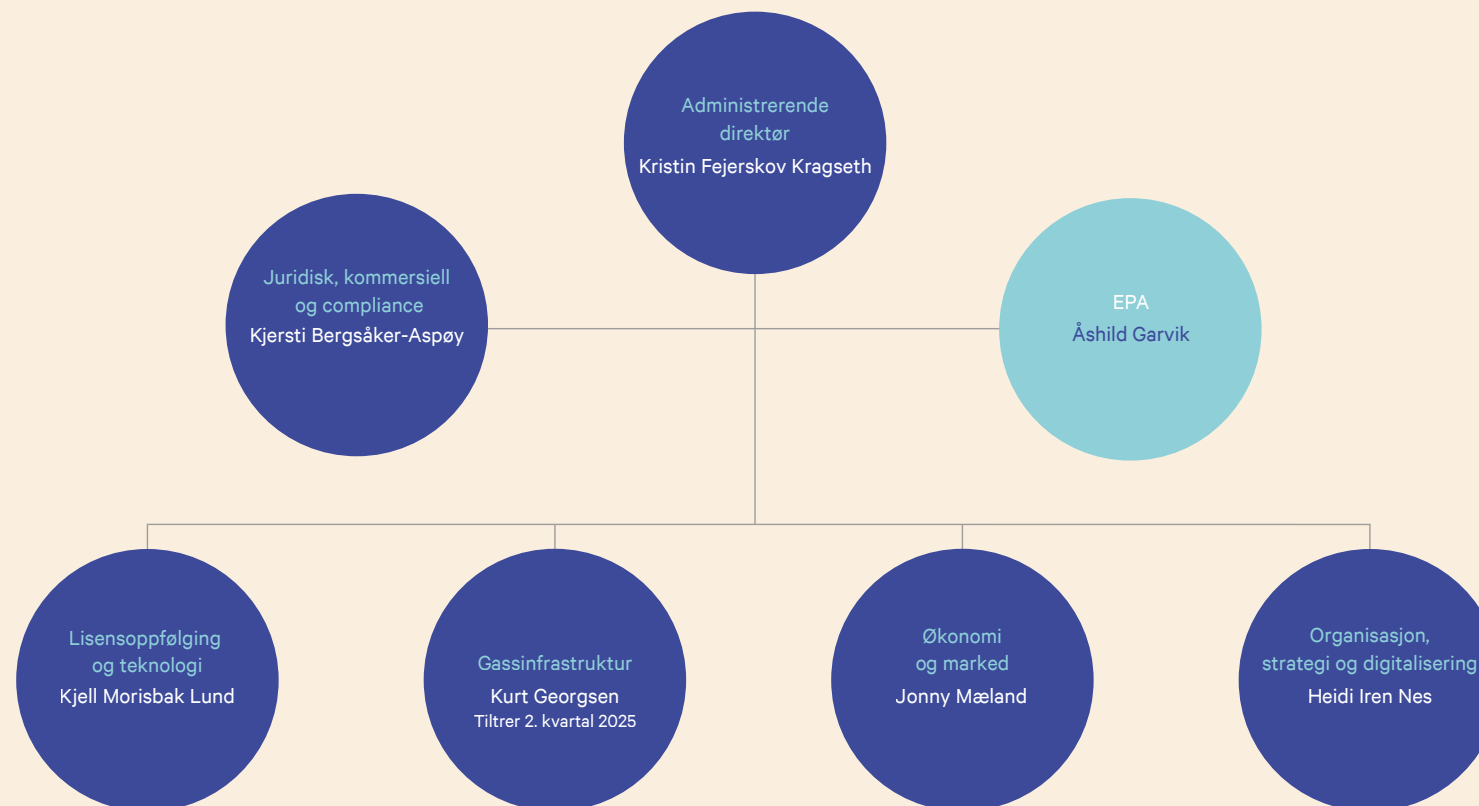 Administrerende
direktør
Kristin Fejerskov Kragseth
Juridisk, kommersiell
og compliance
Kjersti Bergsåker-Aspøy
EPA
Åshild Garvik
Lisensoppfølging
og teknologi
Kjell Morisbak Lund
Gassinfrastruktur
Kurt Georgsen
Tiltrer 2. kvartal 2025
Økonomi
og marked
Jonny Mæland
Organisasjon,
strategi og digitalisering
Heidi Iren Nes